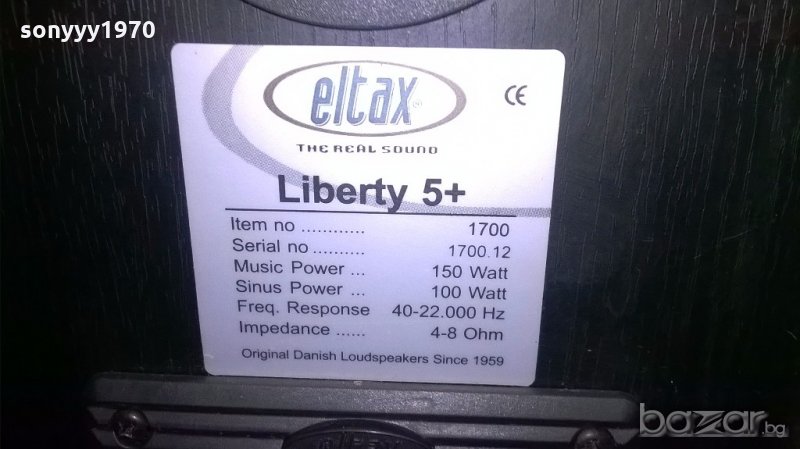 sonyyy1970
eltax®
THE REAL SOUND
CE
Liberty 5+
Item no ............ 1700
Serial no .......... 1700.12
Music Power ... 150 Watt
Sinus Power ... 100 Watt
Freq. Response 40-22.000 Hz
Impedance ...... 4-8 Ohm
Original Danish Loudspeakers Since 1959
bazar.bg